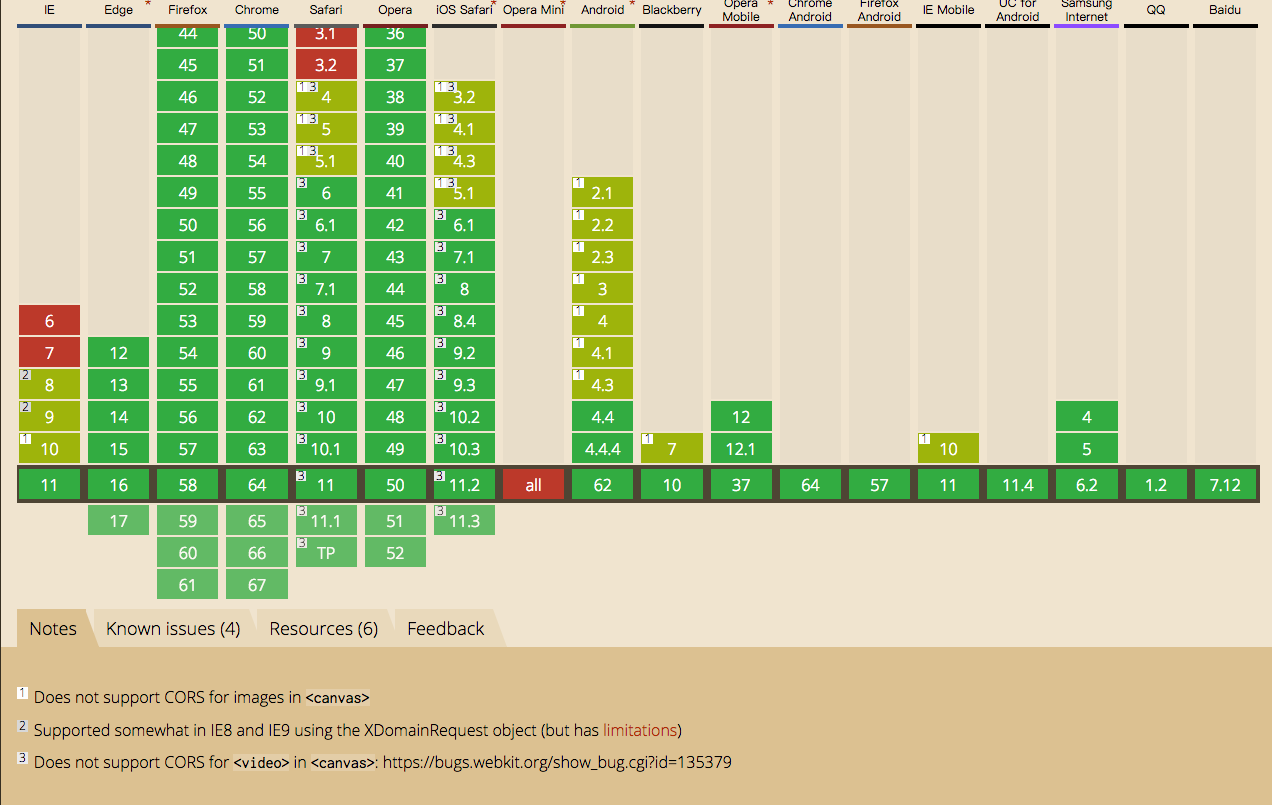 IE Edge * Firefox Chrome Safari Opera iOS Safari * Opera Mini * Android * Blackberry Opera Mobile * Chrome Android Firefox Android IE Mobile UC for Android Samsung Internet QQ Baidu
44 50 3.1 36
45 51 3.2 37
46 52 1 3 4 38 1 3 3.2
47 53 1 3 5 39 1 3 4.1
48 54 1 3 5.1 40 1 3 4.3
49 55 3 6 41 1 3 5.1 1 2.1
50 56 3 6.1 42 3 6.1 1 2.2
51 57 3 7 43 3 7.1 1 2.3
52 58 3 7.1 44 3 8 1 3
6 53 59 3 8 45 3 8.4 1 4
7 12 54 60 3 9 46 3 9.2 1 4.1
2 8 13 55 61 3 9.1 47 3 9.3 1 4.3
2 9 14 56 62 3 10 48 3 10.2 4.4 12 4
1 10 15 57 63 3 10.1 49 3 10.3 4.4.4 1 7 12.1 1 10 5
11 16 58 64 3 11 50 3 11.2 all 62 10 37 64 57 11 11.4 6.2 1.2 7.12
17 59 65 3 11.1 51 3 11.3
60 66 3 TP 52
61 67
Notes Known issues (4) Resources (6) Feedback
1 Does not support CORS for images in <canvas>
2 Supported somewhat in IE8 and IE9 using the XDomainRequest object (but has limitations)
3 Does not support CORS for <video> in <canvas>: https://bugs.webkit.org/show_bug.cgi?id=135379